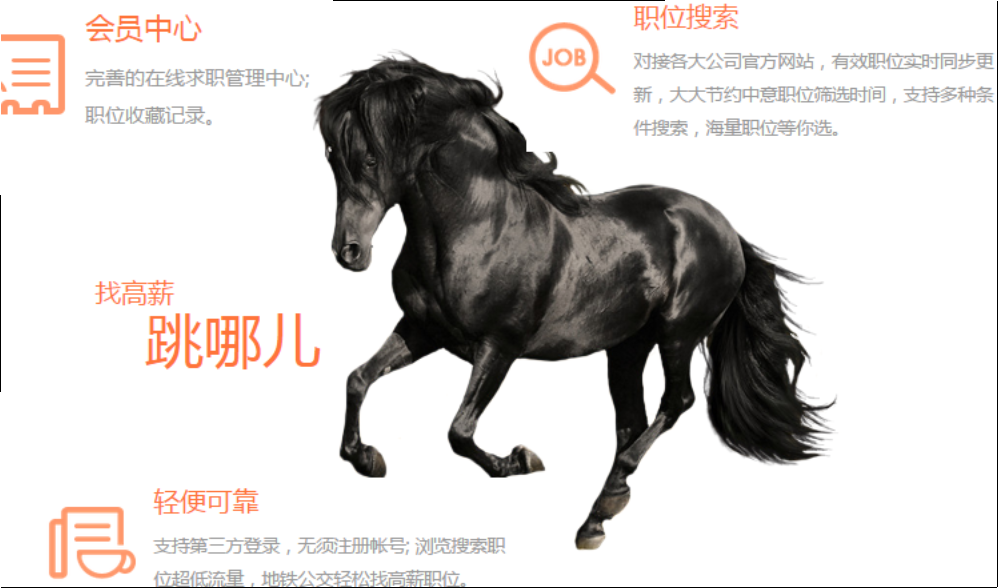 会员中心
完善的在线求职管理中心;
职位收藏记录。
JOB
职位搜索
对接各大公司官方网站，有效职位实时同步更
新，大大节约中意职位筛选时间，支持多种条
件搜索，海量职位等你选。
找高薪
跳哪儿
轻便可靠
支持第三方登录，无须注册帐号; 浏览搜索职
位超低流量，地铁公交轻松找高薪职位。